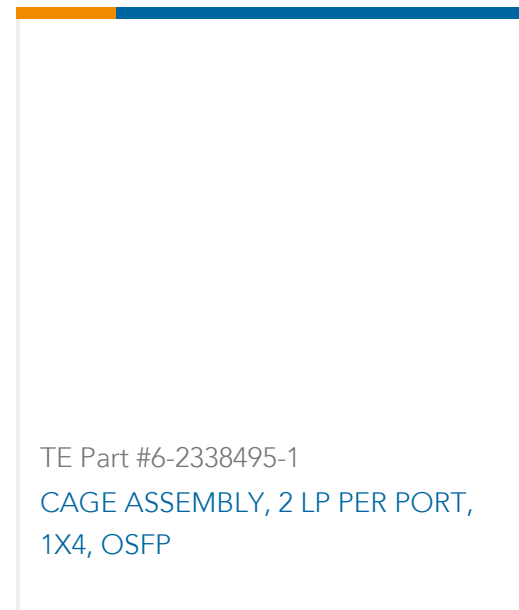 TE Part #6-2338495-1
CAGE ASSEMBLY, 2 LP PER PORT,
1X4, OSFP